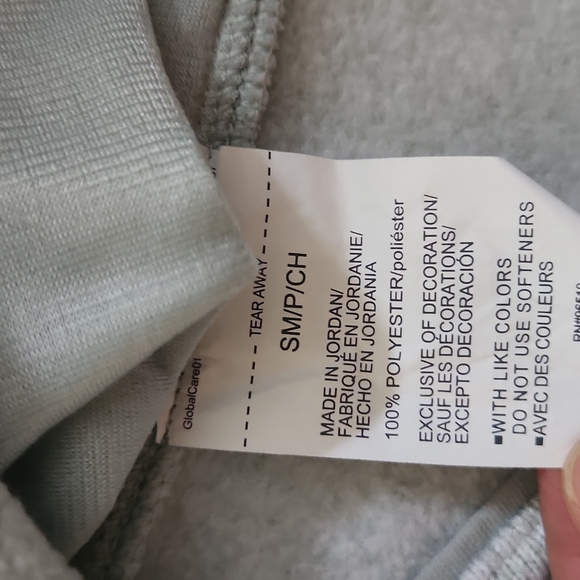 GlobalCare01
TEAR AWAY
SM/P/CH
MADE IN JORDAN/
FABRIQUÉ EN JORDANIE/
HECHO EN JORDANIA
100% POLYESTER/poliéster
EXCLUSIVE OF DECORATION/
SAUF LES DÉCORATIONS/
EXCEPTO DECORACIÓN
■WITH LIKE COLORS
DO NOT USE SOFTENERS
■AVEC DES COULEURS